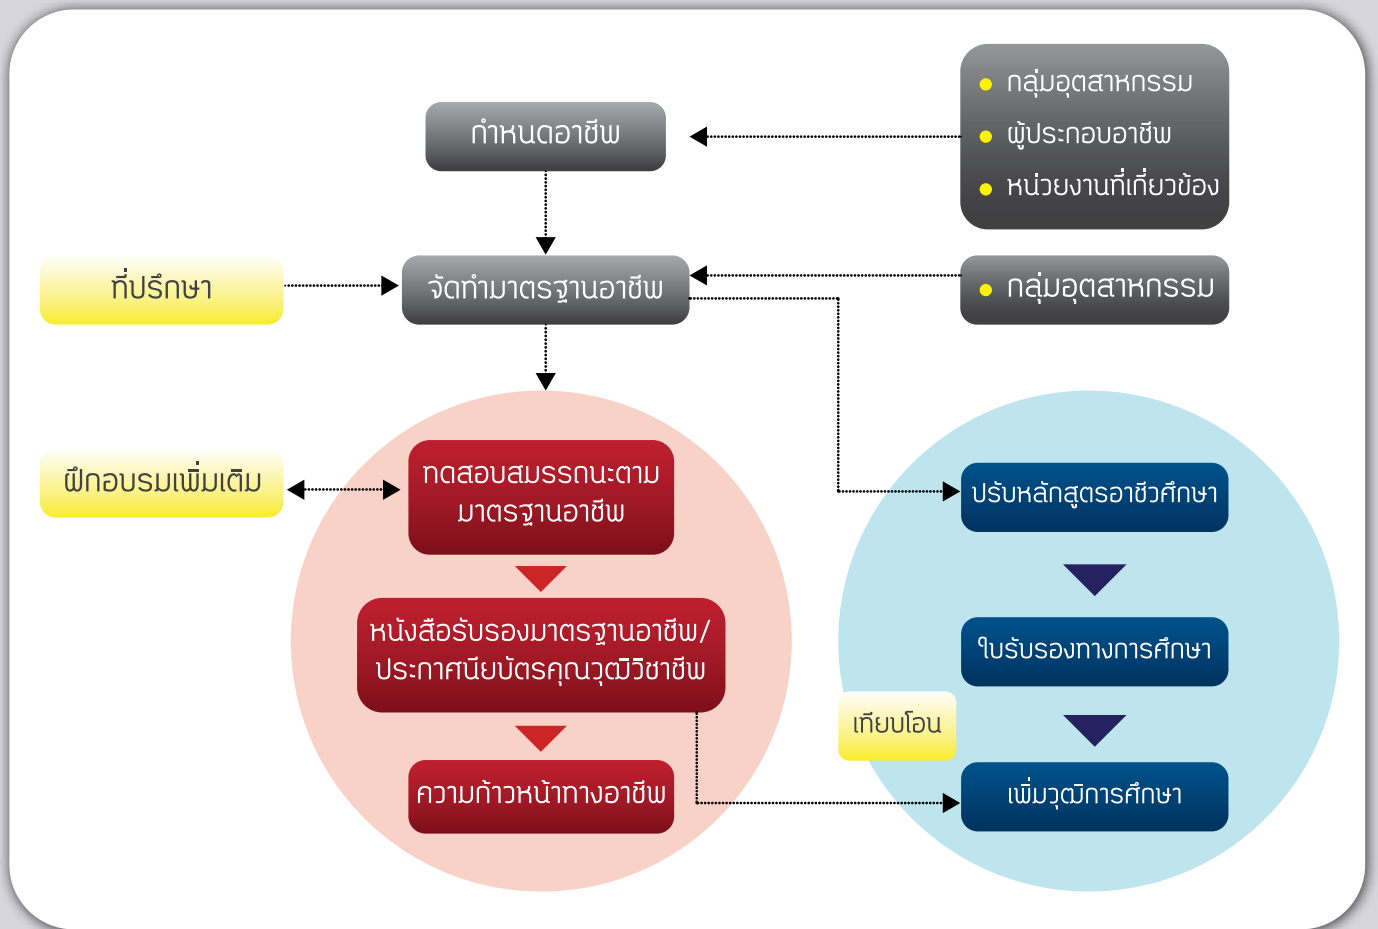 กำหนดอาชีพ
กลุ่มอุตสาหกรรม
ผู้ประกอบอาชีพ
หน่วยงานที่เกี่ยวข้อง
ที่ปรึกษา
จัดทำมาตรฐานอาชีพ
กลุ่มอุตสาหกรรม
ฝึกอบรมเพิ่มเติม
ทดสอบสมรรถนะตาม
มาตรฐานอาชีพ
หนังสือรับรองมาตรฐานอาชีพ/
ประกาศนียบัตรคุณวุฒิวิชาชีพ
ความก้าวหน้าทางอาชีพ
ปรับหลักสูตรอาชีวศึกษา
ใบรับรองทางการศึกษา
เทียบโอน
เพิ่มวุฒิการศึกษา